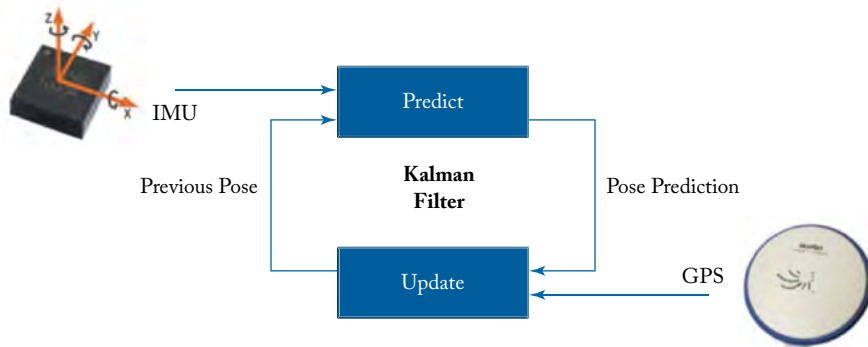 Z
Y
X
IMU
Predict
Previous Pose
Kalman
Filter
Pose Prediction
Update
GPS